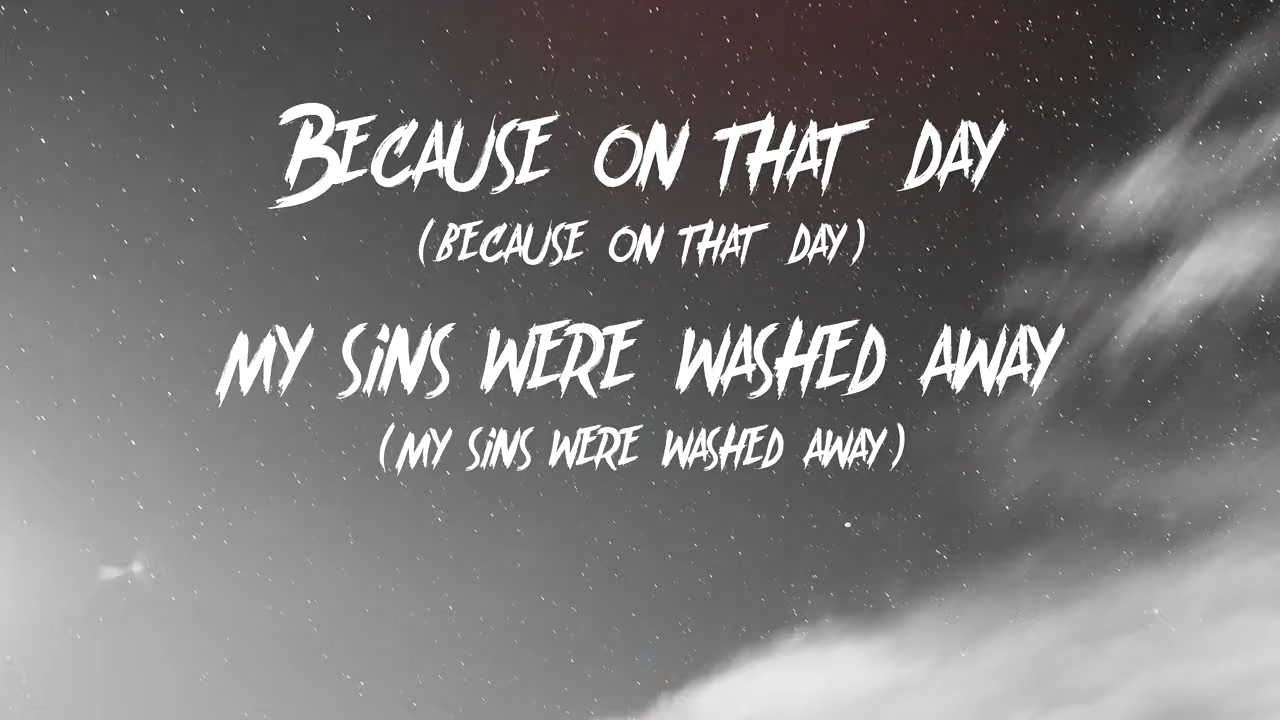 Because on that day
(because on that day)
my sins were washed away
(my sins were washed away)